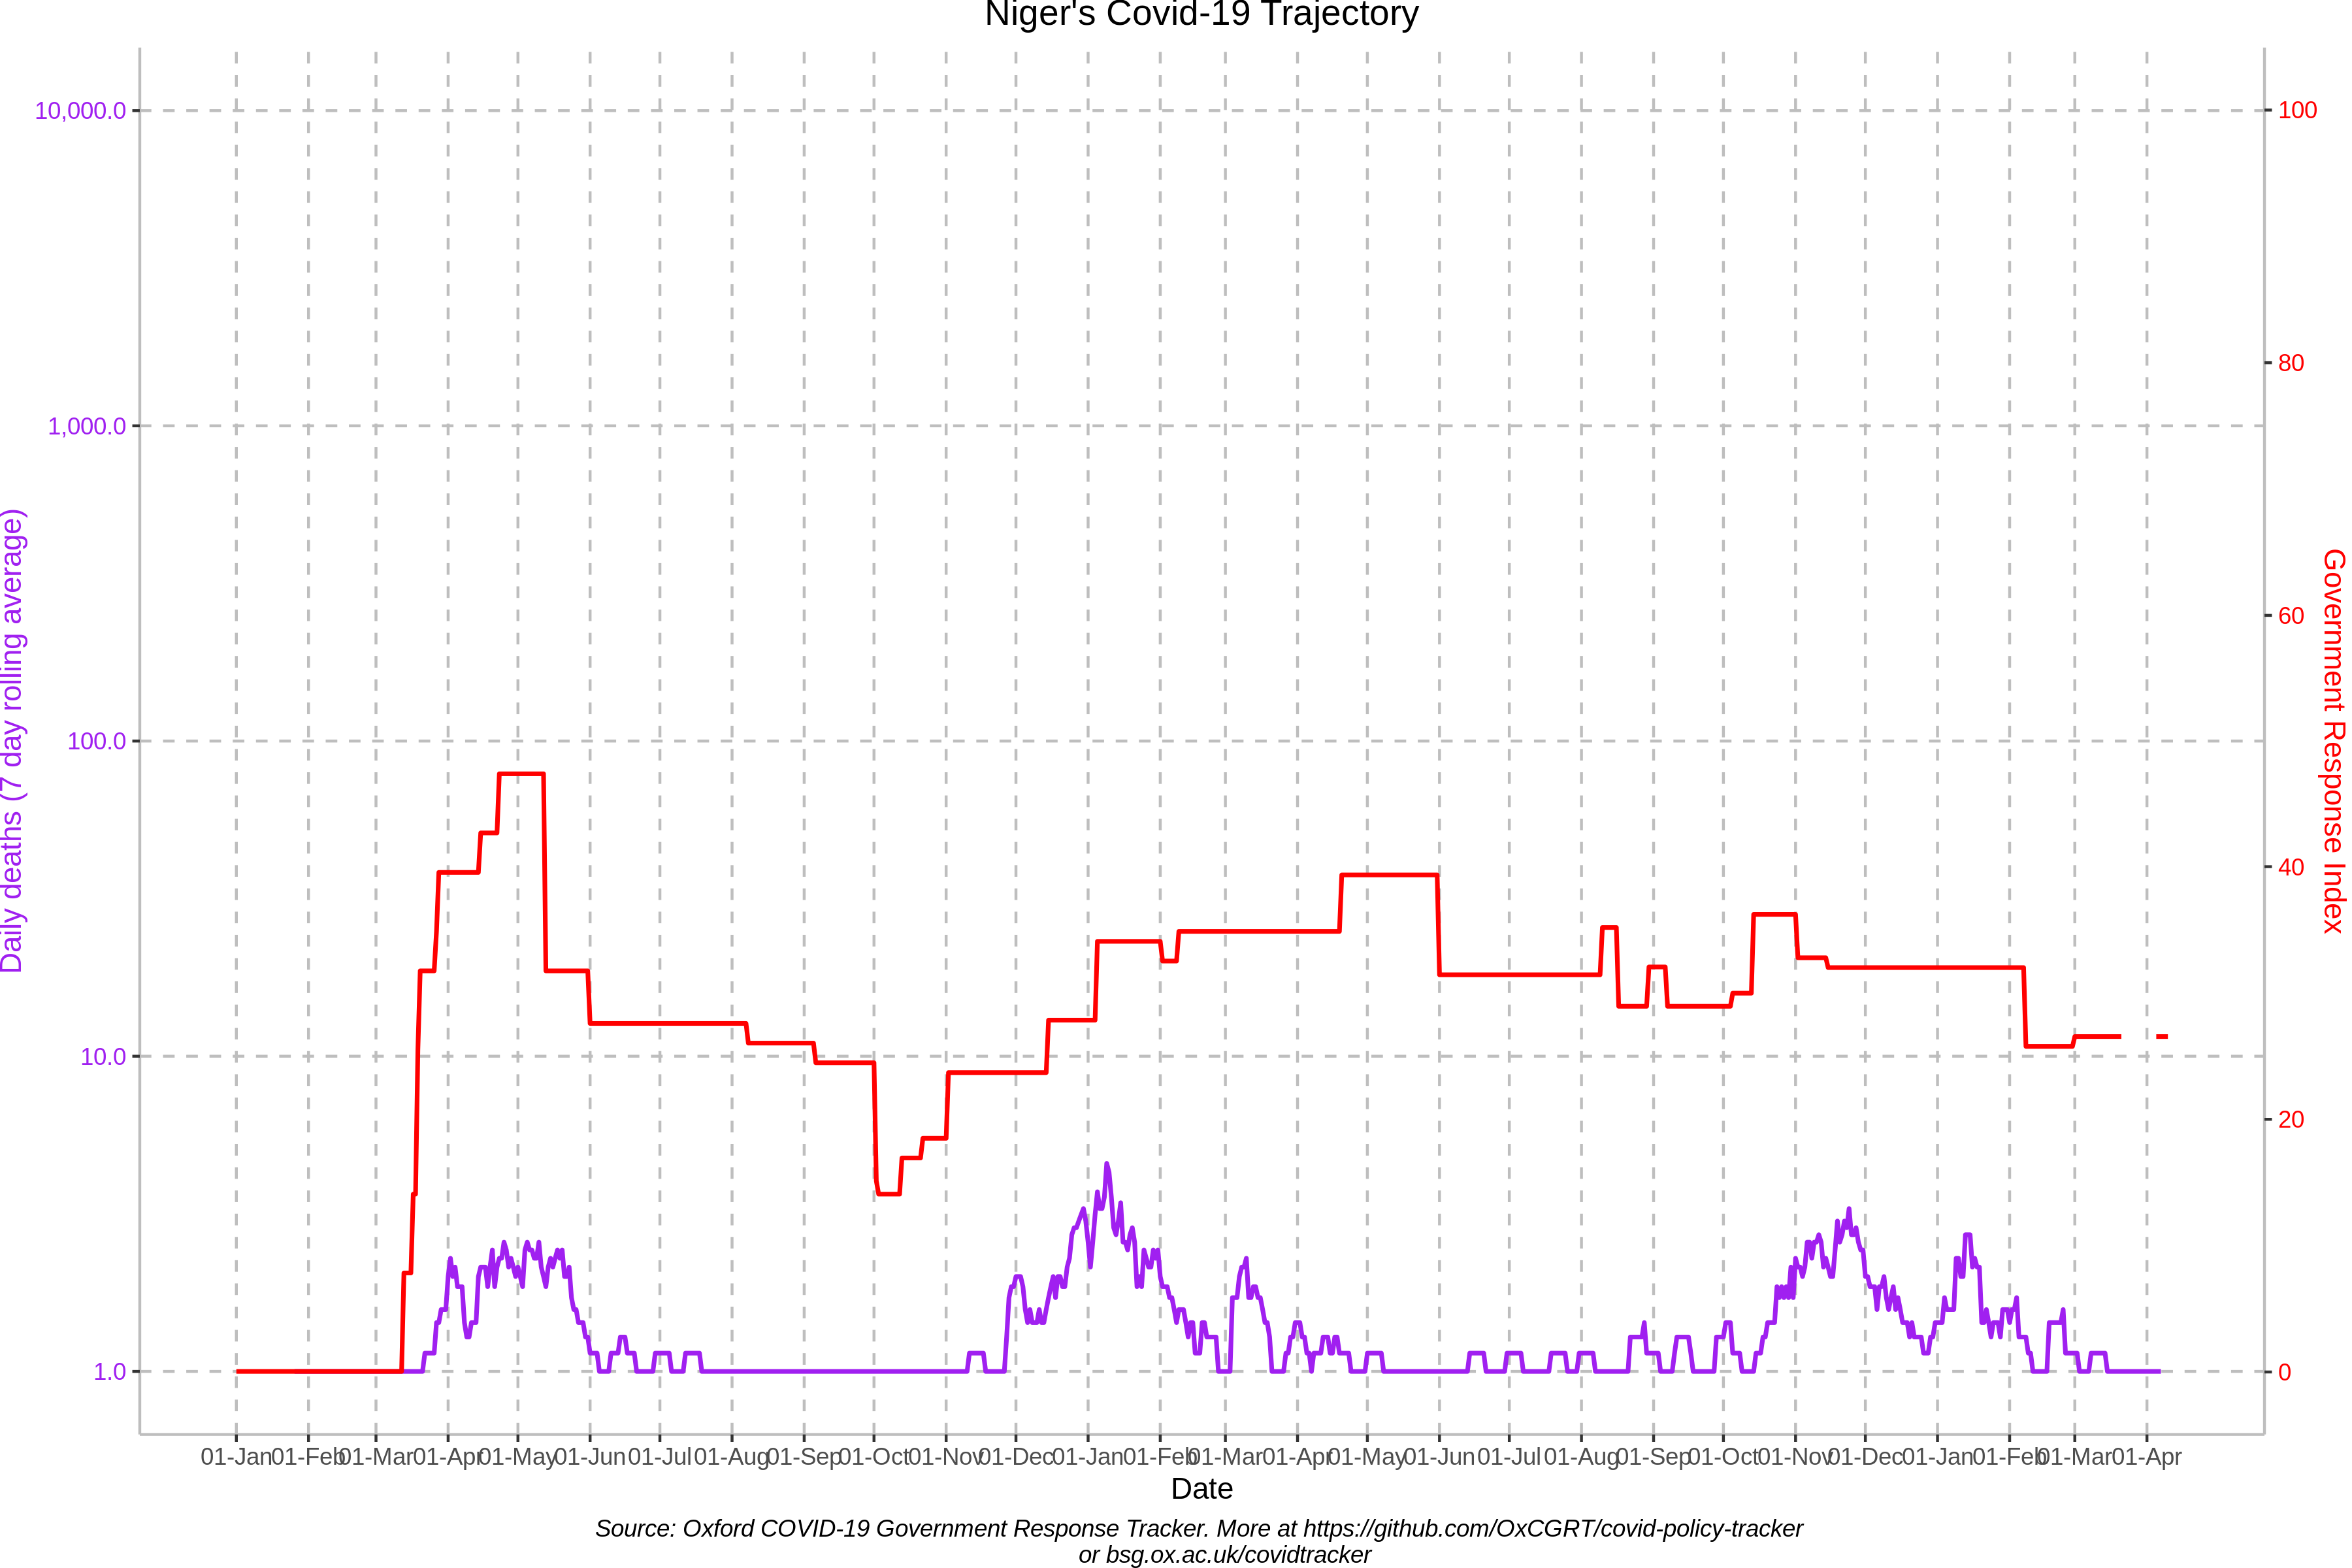 Niger's Covid-19 Trajectory
10,000.0
1,000.0
100.0
10.0
1.0
Daily deaths (7 day rolling average)
100
80
60
40
20
0
Government Response Index
01-Jan 01-Feb 01-Mar 01-Apr 01-May 01-Jun 01-Jul 01-Aug 01-Sep 01-Oct 01-Nov 01-Dec 01-Jan 01-Feb 01-Mar 01-Apr 01-May 01-Jun 01-Jul 01-Aug 01-Sep 01-Oct 01-Nov 01-Dec 01-Jan 01-Feb 01-Mar 01-Apr
Date
Source: Oxford COVID-19 Government Response Tracker. More at https://github.com/OxCGRT/covid-policy-tracker
or bsg.ox.ac.uk/covidtracker